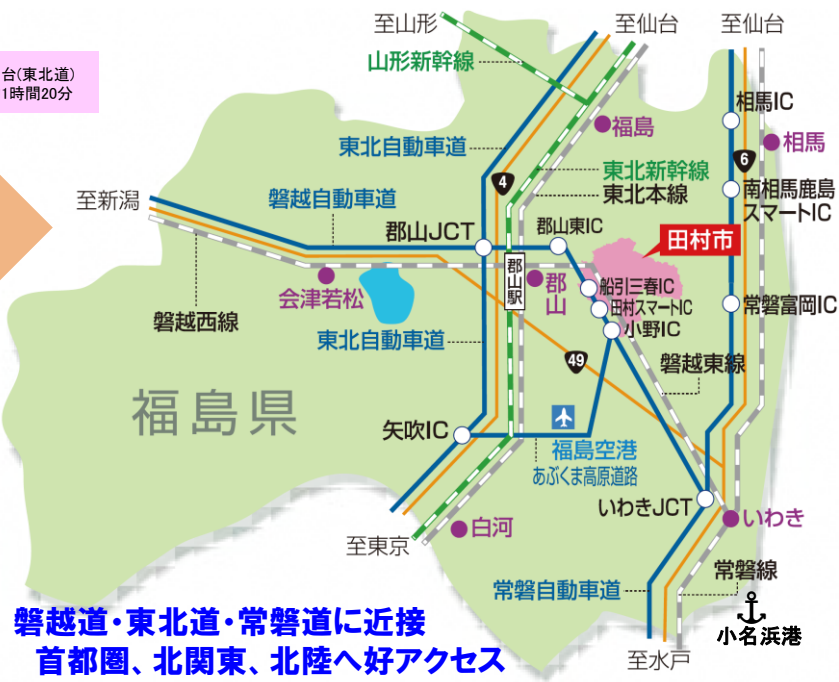 至山形
至仙台
至仙台
台(東北道)
1時間20分
山形新幹線
相馬IC
福島
相馬
東北自動車道
6
東北新幹線
4
南相馬鹿島
スマートIC
東北本線
至新潟
磐越自動車道
郡山JCT
郡山東IC
田村市
郡山駅
郡山
船引三春IC
会津若松
田村スマートIC
常磐富岡IC
磐越西線
小野IC
東北自動車道
49
磐越東線
福島県
矢吹IC
福島空港
あぶくま高原道路
いわきJCT
いわき
白河
至東京
常磐線
常磐自動車道
磐越道・東北道・常磐道に近接
小名浜港
首都圏、北関東、北陸へ好アクセス
至水戸